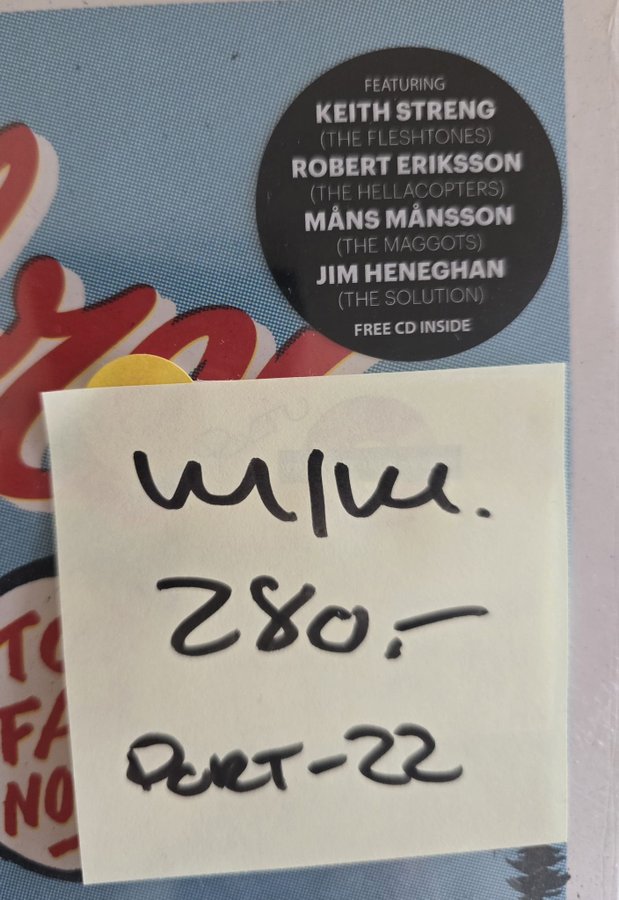 FEATURING
KEITH STRENG
(THE FLESHTONES)
ROBERT ERIKSSON
(THE HELLACOPTERS)
MÅNS MÅNSSON
(THE MAGGOTS)
JIM HENEGHAN
(THE SOLUTION)
FREE CD INSIDE
M/M.
280.-
PORT-22
NO